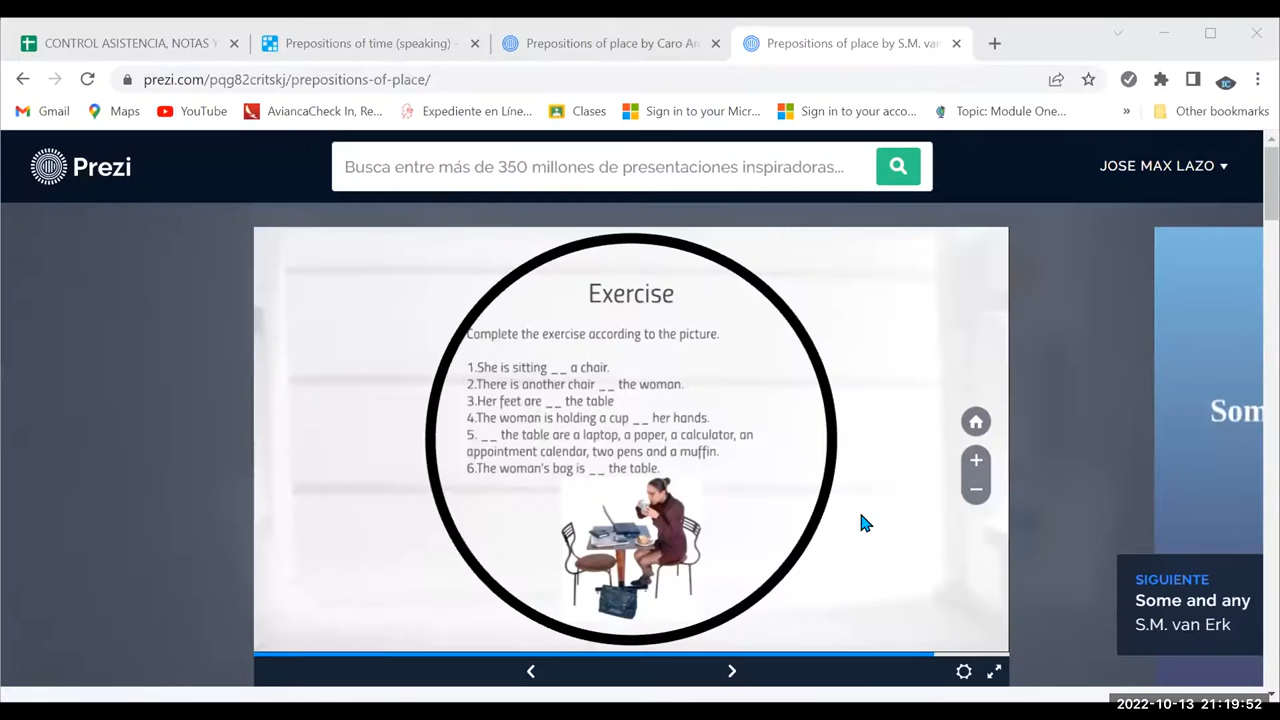 CONTROL ASISTENCIA, NOTAS Y
Prepositions of time (speaking)
Prepositions of place by Caro An
Prepositions of place by S.M. van
prezi.com/pqg82critskj/prepositions-of-place/
Gmail
Maps
YouTube
AviancaCheck In, Re...
Expediente en Líne...
Clases
Sign in to your Micr...
Sign in to your acco...
Topic: Module One...
»
Other bookmarks
Prezi
Busca entre más de 350 millones de presentaciones inspiradoras...
JOSE MAX LAZO
Exercise
Complete the exercise according to the picture.
1.She is sitting _ _ a chair.
2.There is another chair _ _ the woman.
3.Her feet are _ _ the table
4.The woman is holding a cup _ _ her hands.
5. _ _ the table are a laptop, a paper, a calculator, an
appointment calendar, two pens and a muffin.
6.The woman's bag is _ _ the table.
Som
SIGUIENTE
Some and any
S.M. van Erk
2022-10-13 21:19:52